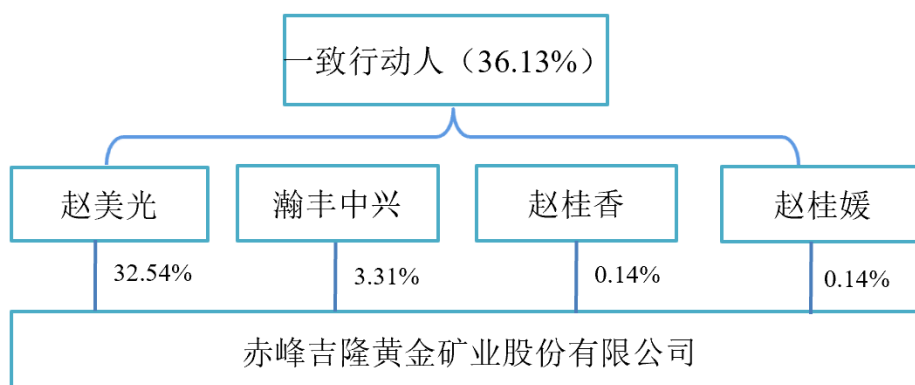 一致行动人（36.13%）
赵美光
瀚丰中兴
赵桂香
赵桂媛
32.54%
3.31%
0.14%
0.14%
赤峰吉隆黄金矿业股份有限公司